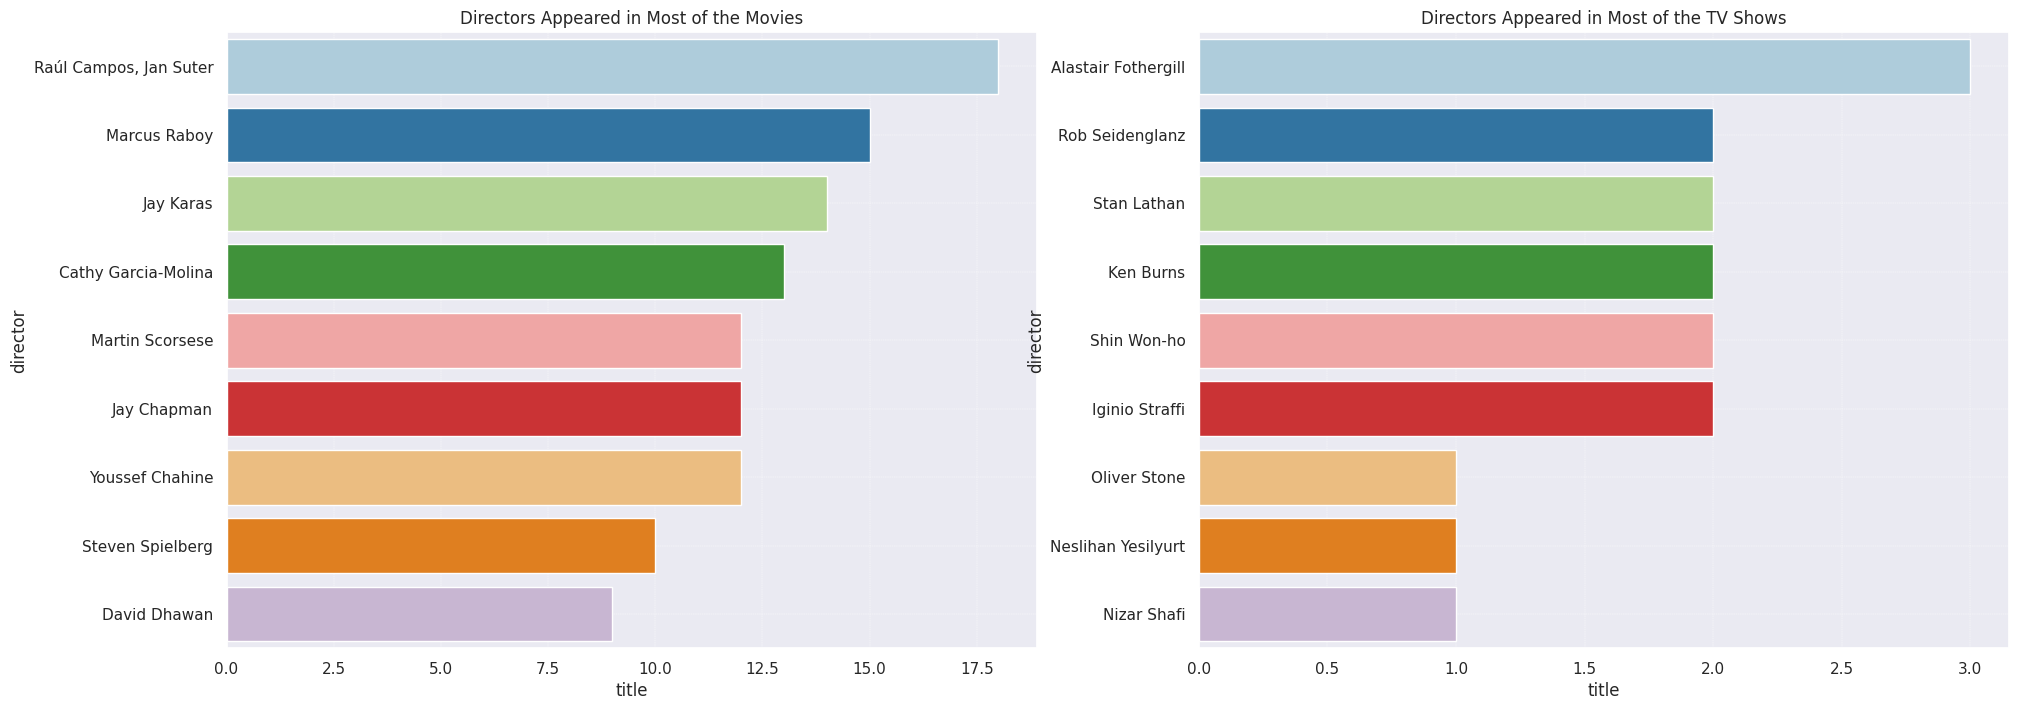 Directors Appeared in Most of the Movies
Raúl Campos, Jan Suter
Marcus Raboy
Jay Karas
Cathy Garcia-Molina
Martin Scorsese
Jay Chapman
Youssef Chahine
Steven Spielberg
David Dhawan
director
0.0 2.5 5.0 7.5 10.0 12.5 15.0 17.5
title
Directors Appeared in Most of the TV Shows
Alastair Fothergill
Rob Seidenglanz
Stan Lathan
Ken Burns
Shin Won-ho
Iginio Straffi
Oliver Stone
Neslihan Yesilyurt
Nizar Shafi
director
0.0 0.5 1.0 1.5 2.0 2.5 3.0
title